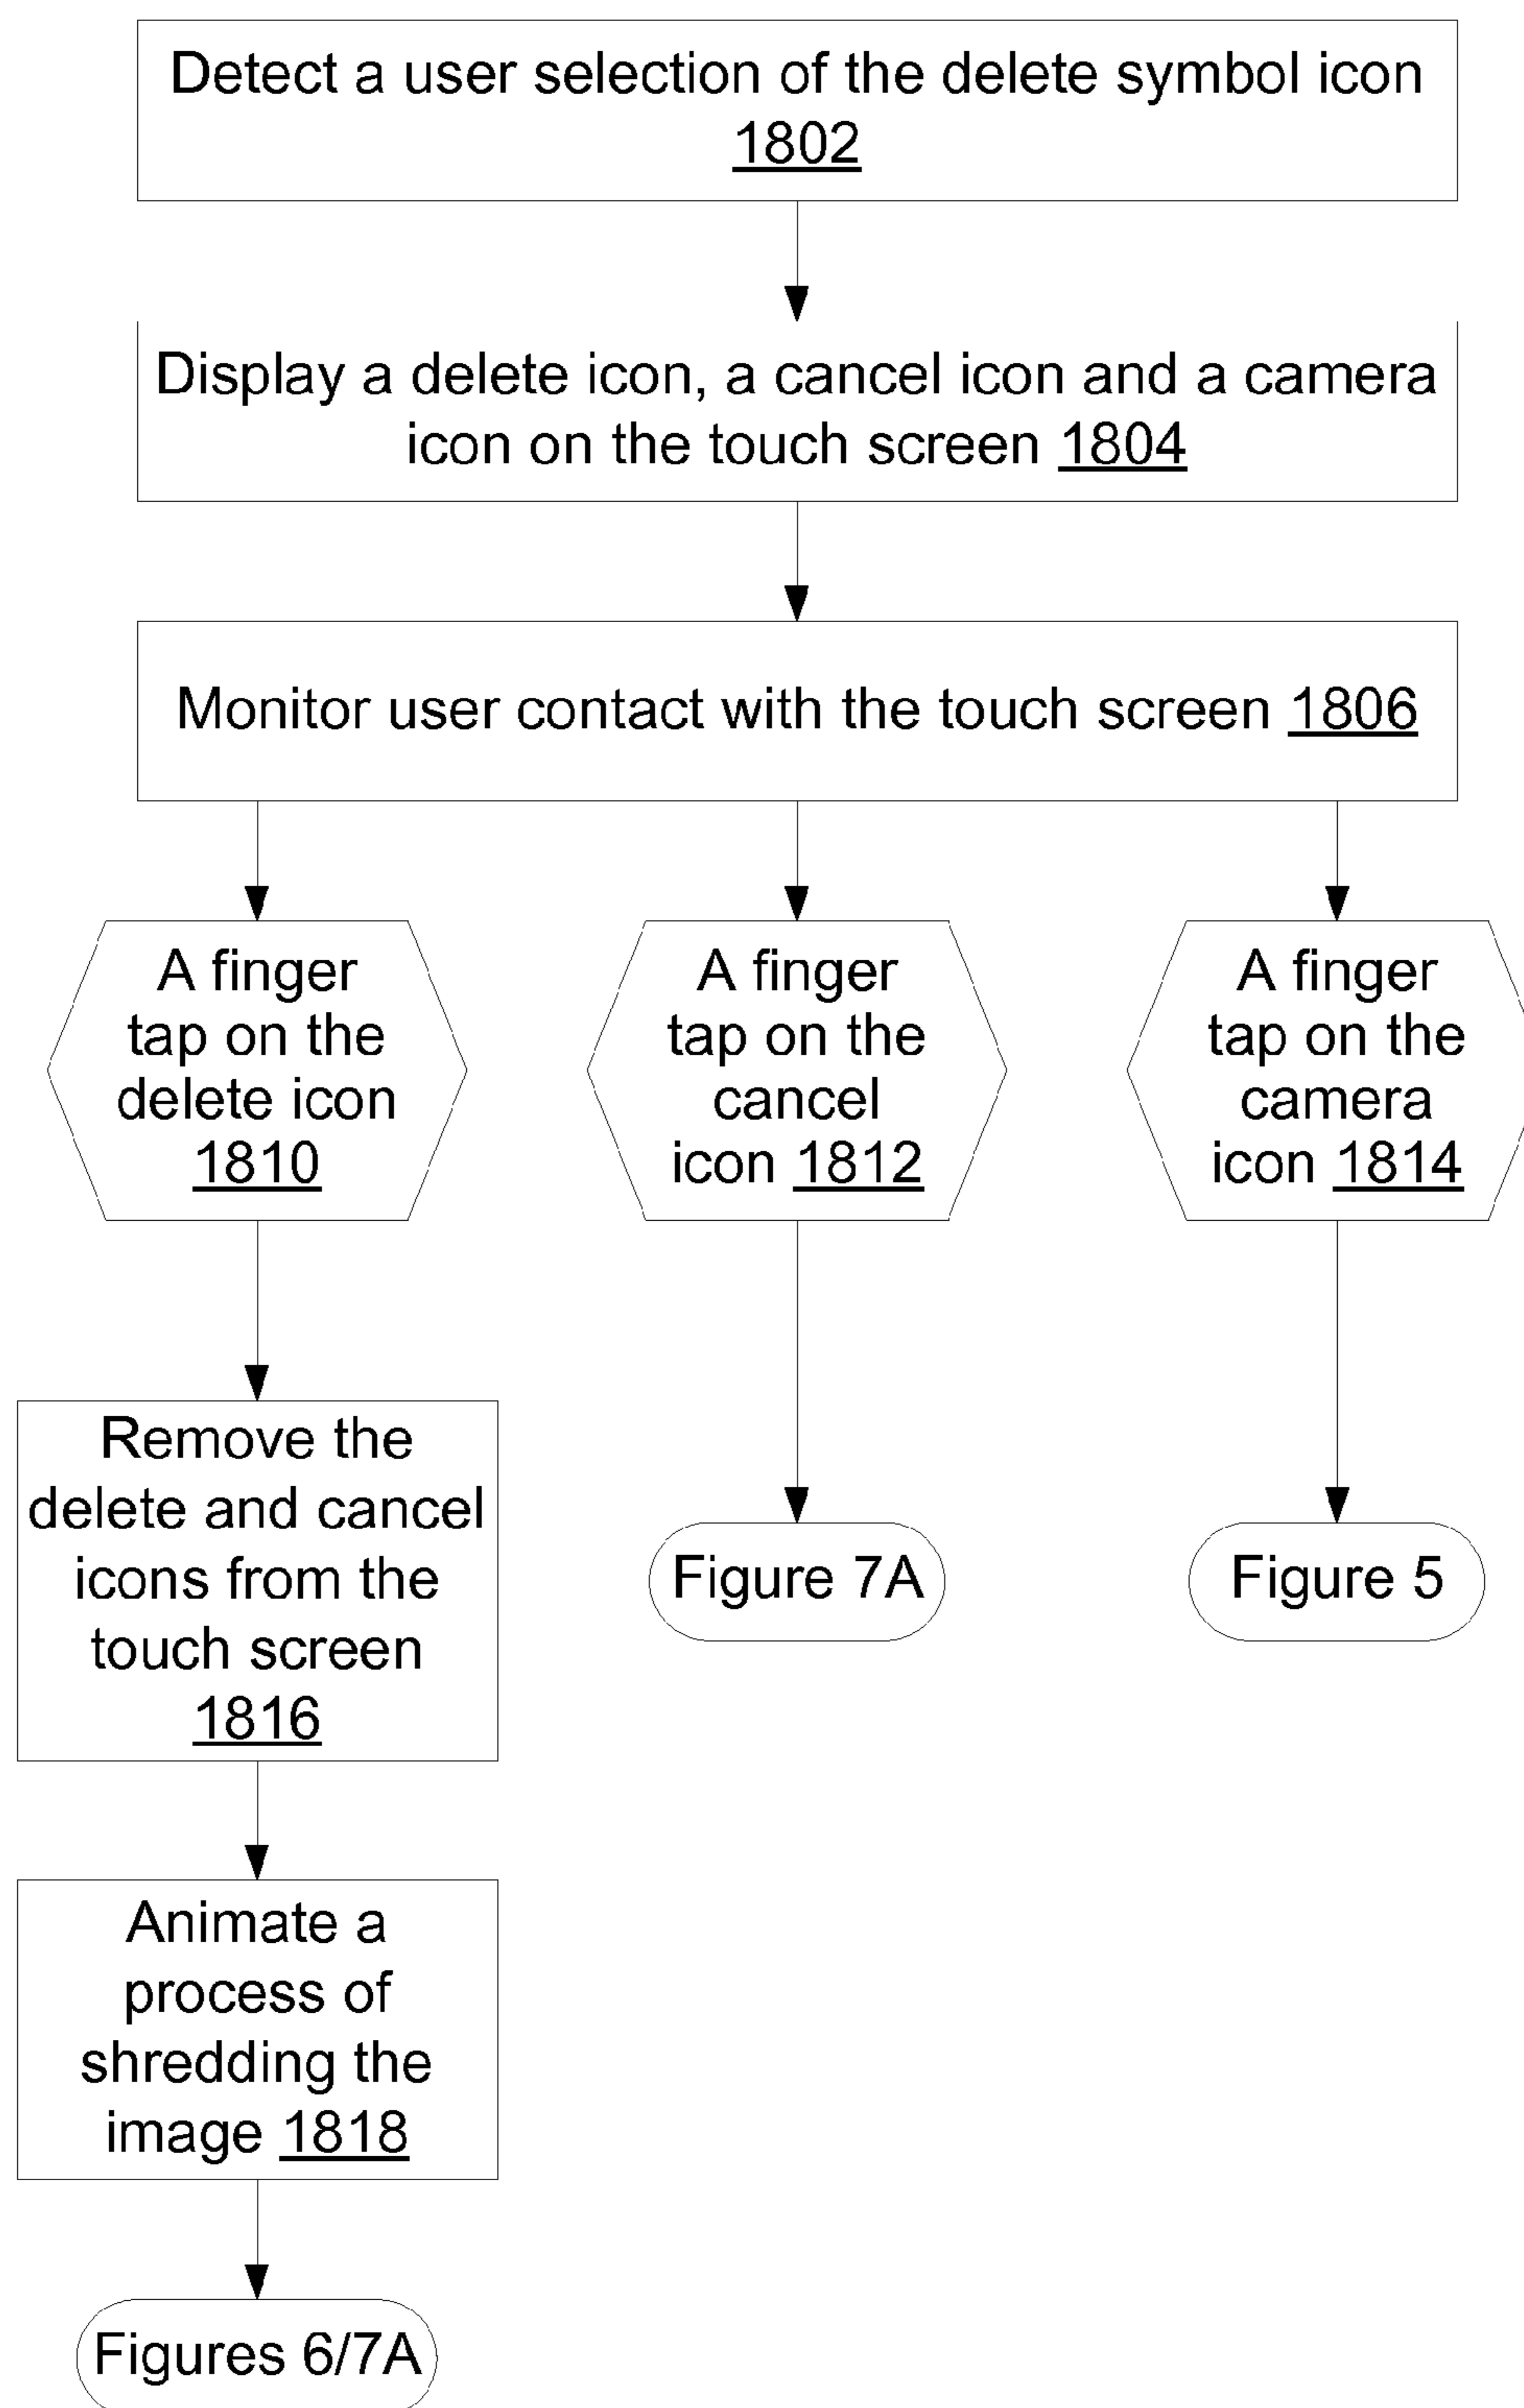 Detect a user selection of the delete symbol icon
1802
Display a delete icon, a cancel icon and a camera
icon on the touch screen 1804
Monitor user contact with the touch screen 1806
A finger
tap on the
delete icon
1810
A finger
tap on the
cancel
icon 1812
A finger
tap on the
camera
icon 1814
Remove the
delete and cancel
icons from the
touch screen
1816
Figure 7A
Figure 5
Animate a
process of
shredding the
image 1818
Figures 6/7A